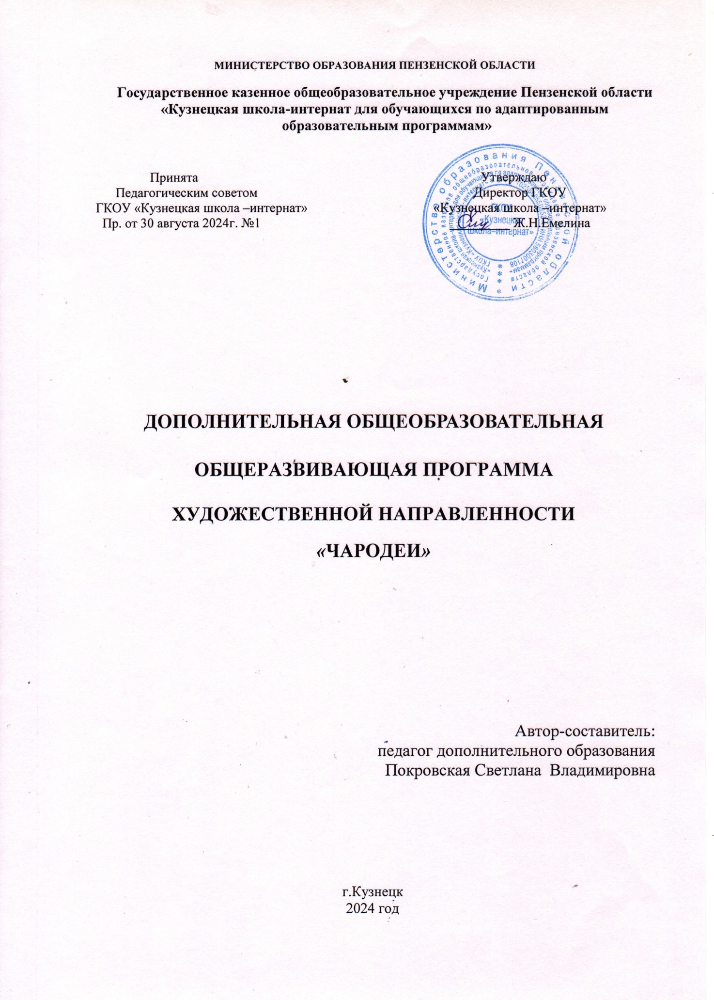 МИНИСТЕРСТВО ОБРАЗОВАНИЯ ПЕНЗЕНСКОЙ ОБЛАСТИ
Государственное казенное общеобразовательное учреждение Пензенской области
«Кузнецкая школа-интернат для обучающихся по адаптированным
образовательным программам»
Принята
Педагогическим советом
ГКОУ «Кузнецкая школа –интернат»
Пр. от 30 августа 2024г. №1
Утверждаю
Директор ГКОУ
«Кузнецкая школа –интернат»
Ж.Н.Емелина
Министерство образования Пензенской области
ИНН 5803007108
ГКОУ
«Кузнецкая
школа–интернат»
ДОПОЛНИТЕЛЬНАЯ ОБЩЕОБРАЗОВАТЕЛЬНАЯ
ОБЩЕРАЗВИВАЮЩАЯ ПРОГРАММА
ХУДОЖЕСТВЕННОЙ НАПРАВЛЕННОСТИ
«ЧАРОДЕИ»
Автор-составитель:
педагог дополнительного образования
Покровская Светлана  Владимировна
г.Кузнецк
2024 год